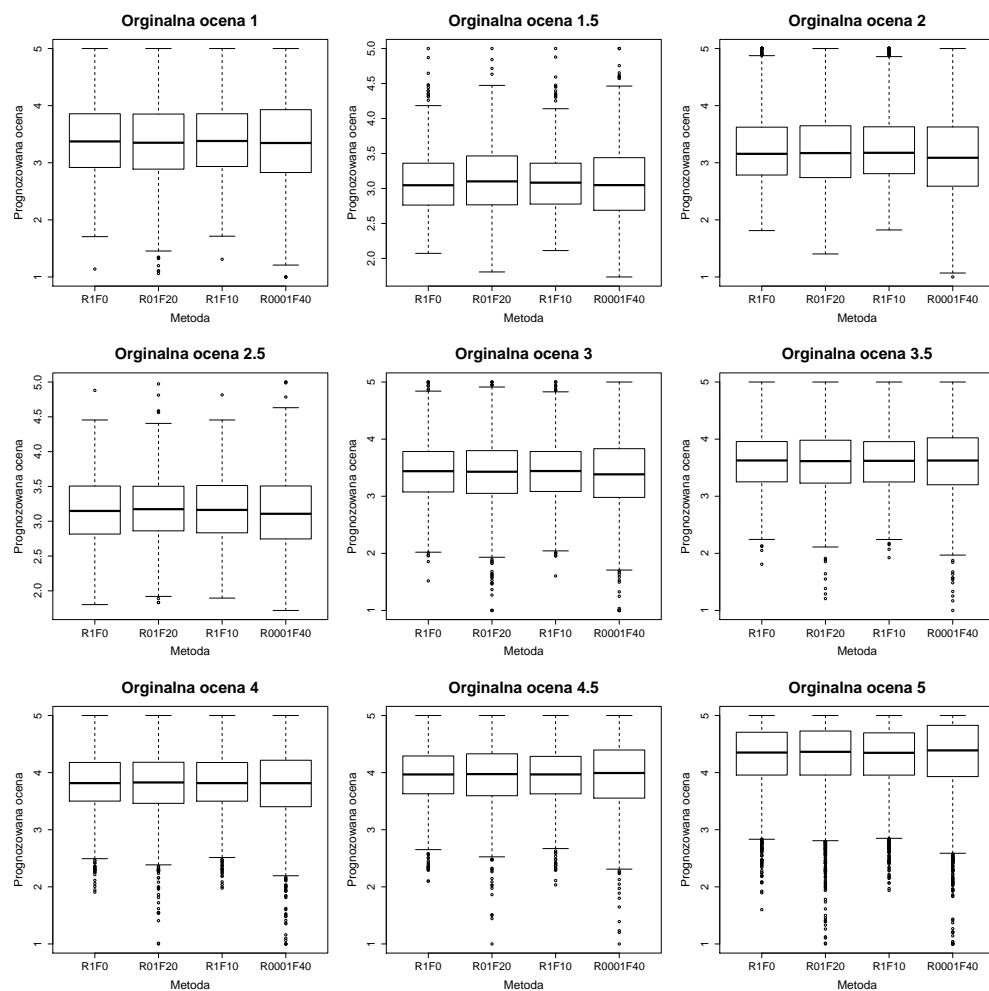 Orginalna ocena 1
Prognozowana ocena
5
4
3
2
1
R1F0 R01F20 R1F10 R0001F40
Metoda
Orginalna ocena 1.5
Prognozowana ocena
5.0
4.5
4.0
3.5
3.0
2.5
2.0
R1F0 R01F20 R1F10 R0001F40
Metoda
Orginalna ocena 2
Prognozowana ocena
5
4
3
2
1
R1F0 R01F20 R1F10 R0001F40
Metoda
Orginalna ocena 2.5
Prognozowana ocena
5.0
4.5
4.0
3.5
3.0
2.5
2.0
R1F0 R01F20 R1F10 R0001F40
Metoda
Orginalna ocena 3
Prognozowana ocena
5
4
3
2
1
R1F0 R01F20 R1F10 R0001F40
Metoda
Orginalna ocena 3.5
Prognozowana ocena
5
4
3
2
1
R1F0 R01F20 R1F10 R0001F40
Metoda
Orginalna ocena 4
Prognozowana ocena
5
4
3
2
1
R1F0 R01F20 R1F10 R0001F40
Metoda
Orginalna ocena 4.5
Prognozowana ocena
5
4
3
2
1
R1F0 R01F20 R1F10 R0001F40
Metoda
Orginalna ocena 5
Prognozowana ocena
5
4
3
2
1
R1F0 R01F20 R1F10 R0001F40
Metoda